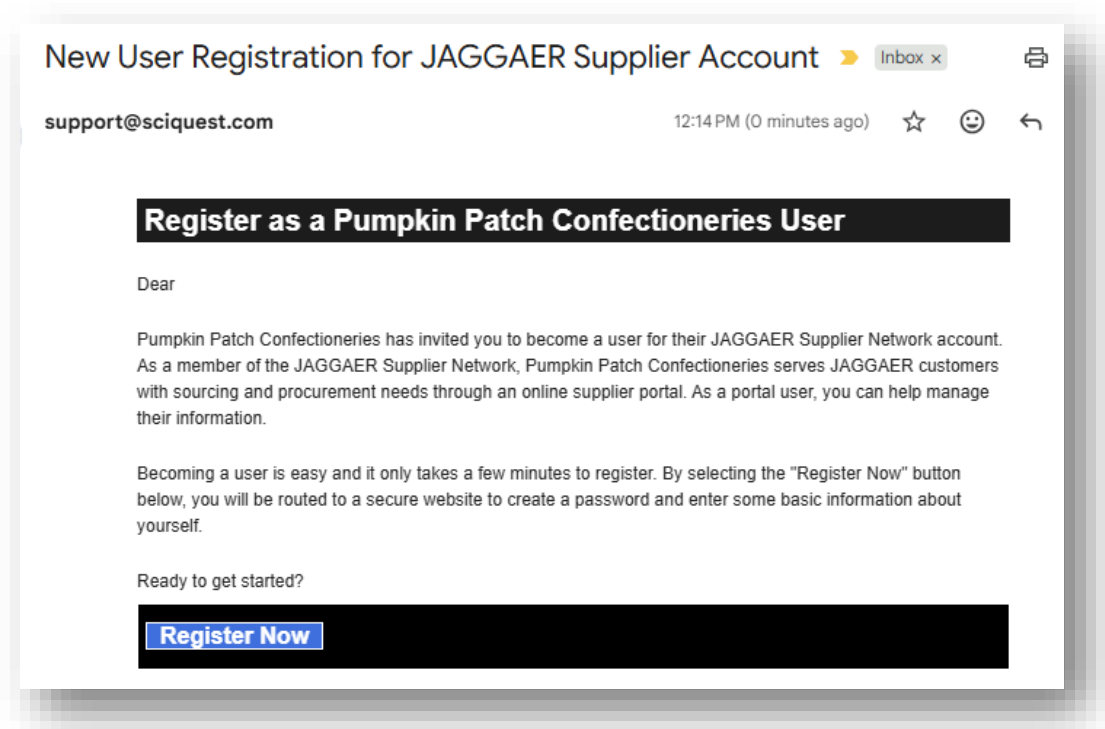 New User Registration for JAGGAER Supplier Account Inbox x
support@sciquest.com 12:14 PM (0 minutes ago)
Register as a Pumpkin Patch Confectioneries User
Dear
Pumpkin Patch Confectioneries has invited you to become a user for their JAGGAER Supplier Network account.
As a member of the JAGGAER Supplier Network, Pumpkin Patch Confectioneries serves JAGGAER customers
with sourcing and procurement needs through an online supplier portal. As a portal user, you can help manage
their information.
Becoming a user is easy and it only takes a few minutes to register. By selecting the "Register Now" button
below, you will be routed to a secure website to create a password and enter some basic information about
yourself.
Ready to get started?
Register Now